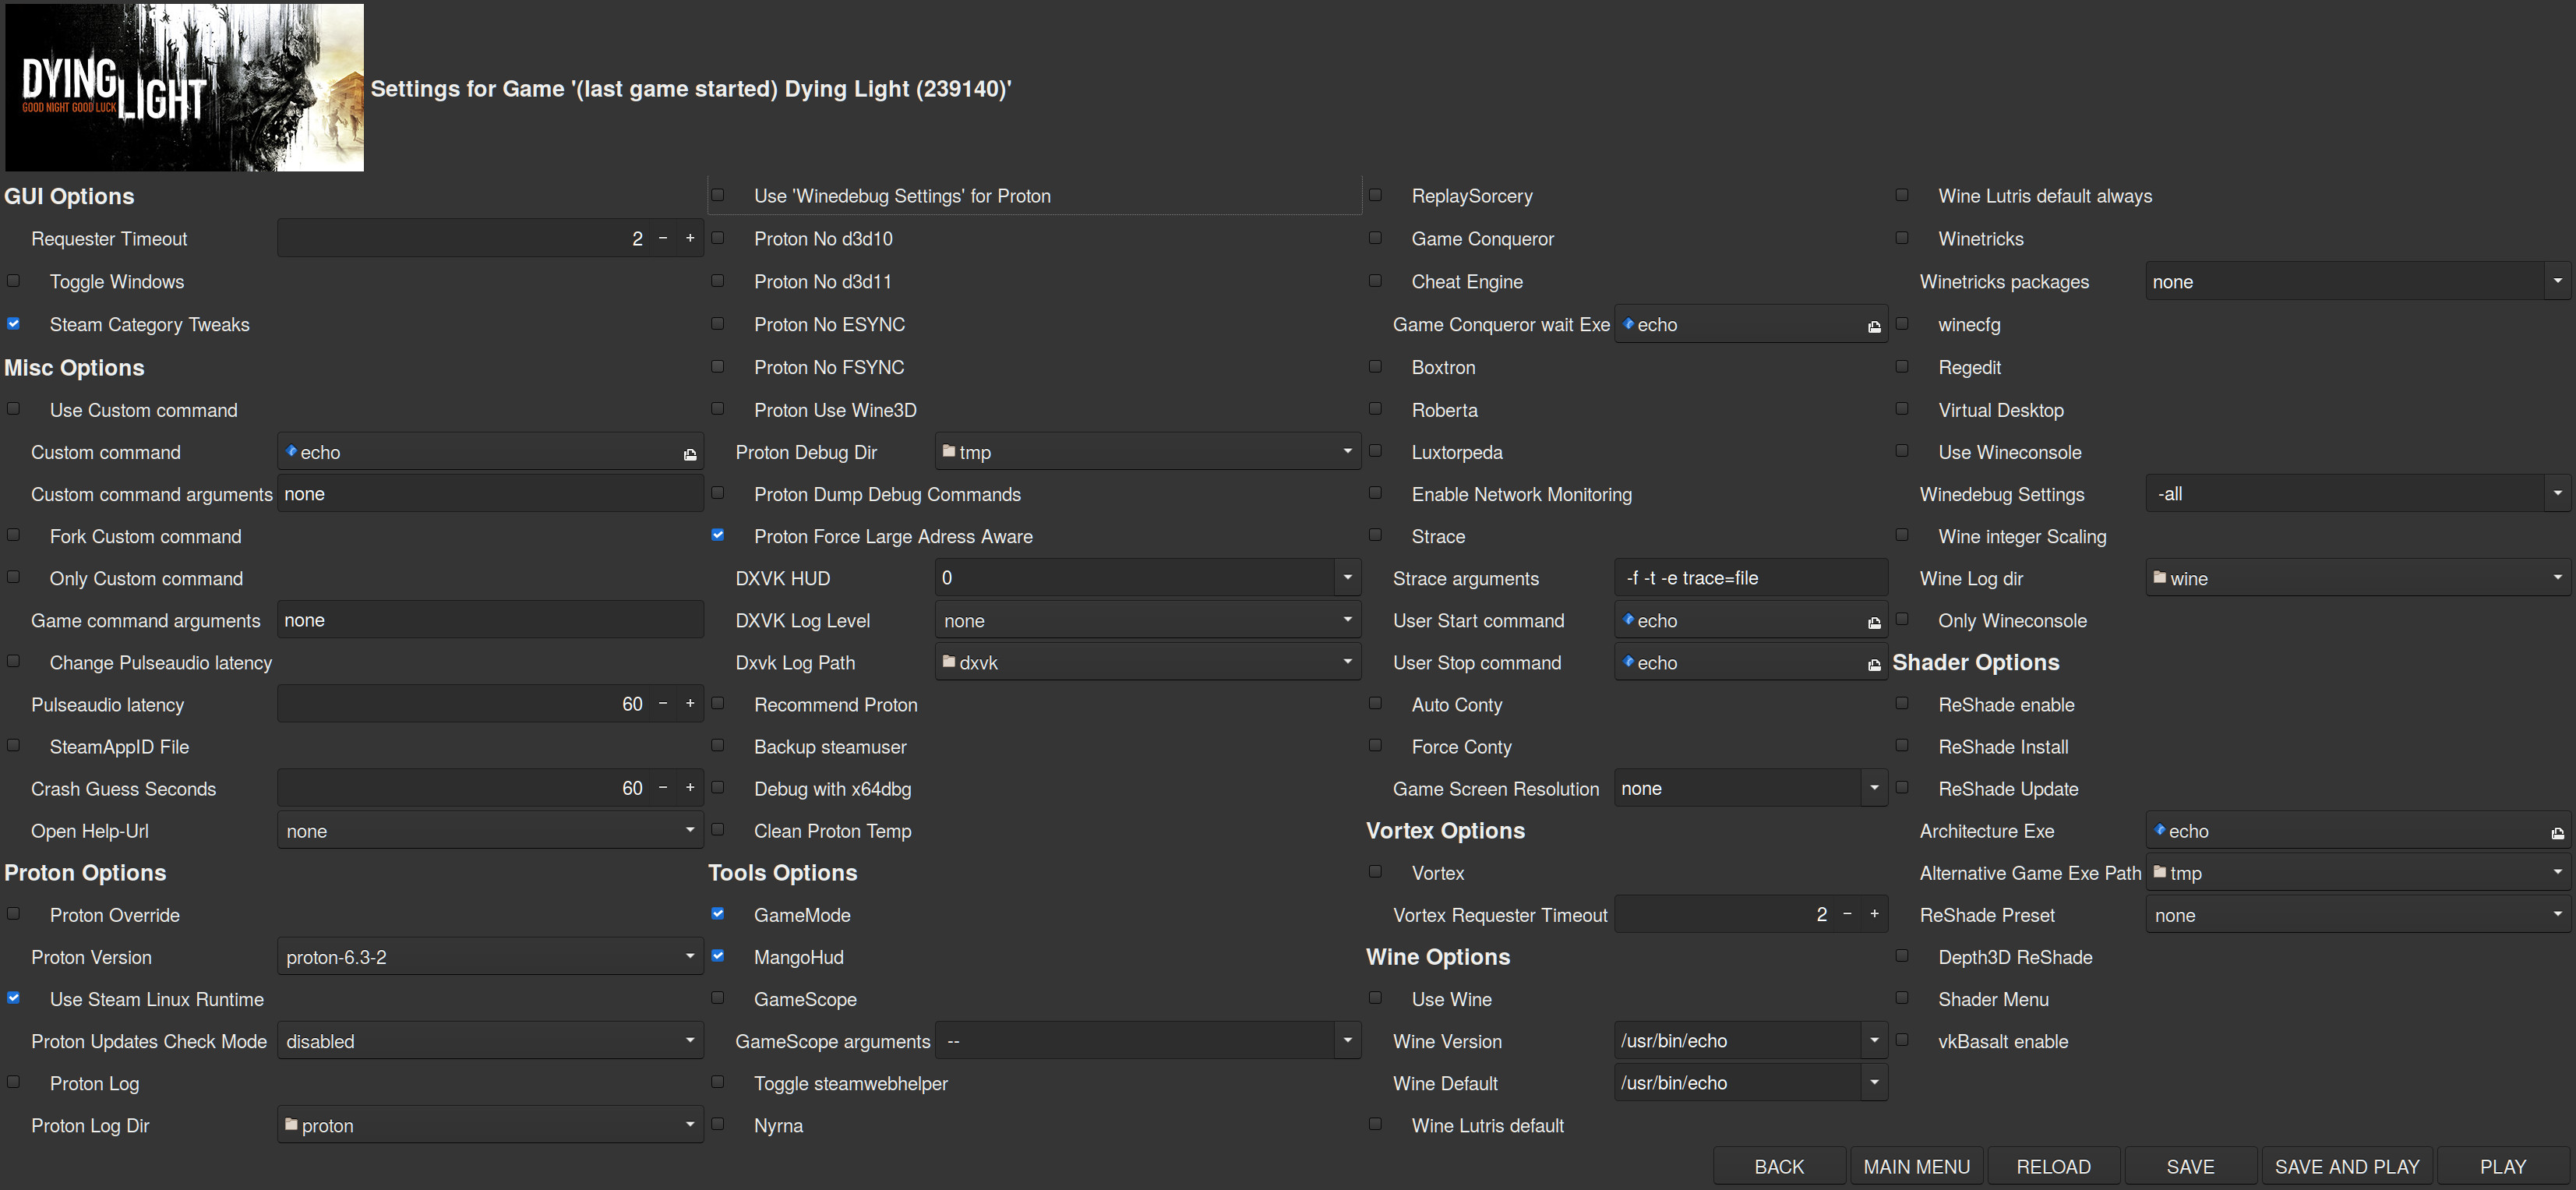 DYING
LIGHT
GOOD NIGHT GOOD LUCK
Settings for Game '(last game started) Dying Light (239140)'
GUI Options
Requester Timeout 2 − +
Toggle Windows
Steam Category Tweaks
Misc Options
Use Custom command
Custom command echo
Custom command arguments none
Fork Custom command
Only Custom command
Game command arguments none
Change Pulseaudio latency
Pulseaudio latency 60 − +
SteamAppID File
Crash Guess Seconds 60 − +
Open Help-Url none
Proton Options
Proton Override
Proton Version proton-6.3-2
Use Steam Linux Runtime
Proton Updates Check Mode disabled
Proton Log
Proton Log Dir proton
Use 'Winedebug Settings' for Proton
Proton No d3d10
Proton No d3d11
Proton No ESYNC
Proton No FSYNC
Proton Use Wine3D
Proton Debug Dir tmp
Proton Dump Debug Commands
Proton Force Large Adress Aware
DXVK HUD 0
DXVK Log Level none
Dxvk Log Path dxvk
Recommend Proton
Backup steamuser
Debug with x64dbg
Clean Proton Temp
Tools Options
GameMode
MangoHud
GameScope
GameScope arguments --
Toggle steamwebhelper
Nyrna
ReplaySorcery
Game Conqueror
Cheat Engine
Game Conqueror wait Exe echo
Boxtron
Roberta
Luxtorpeda
Enable Network Monitoring
Strace
Strace arguments -f -t -e trace=file
User Start command echo
User Stop command echo
Auto Conty
Force Conty
Game Screen Resolution none
Vortex Options
Vortex
Vortex Requester Timeout 2 − +
Wine Options
Use Wine
Wine Version /usr/bin/echo
Wine Default /usr/bin/echo
Wine Lutris default
Wine Lutris default always
Winetricks
Winetricks packages none
winecfg
Regedit
Virtual Desktop
Use Wineconsole
Winedebug Settings -all
Wine integer Scaling
Wine Log dir wine
Only Wineconsole
Shader Options
ReShade enable
ReShade Install
ReShade Update
Architecture Exe echo
Alternative Game Exe Path tmp
ReShade Preset none
Depth3D ReShade
Shader Menu
vkBasalt enable
BACK MAIN MENU RELOAD SAVE SAVE AND PLAY PLAY